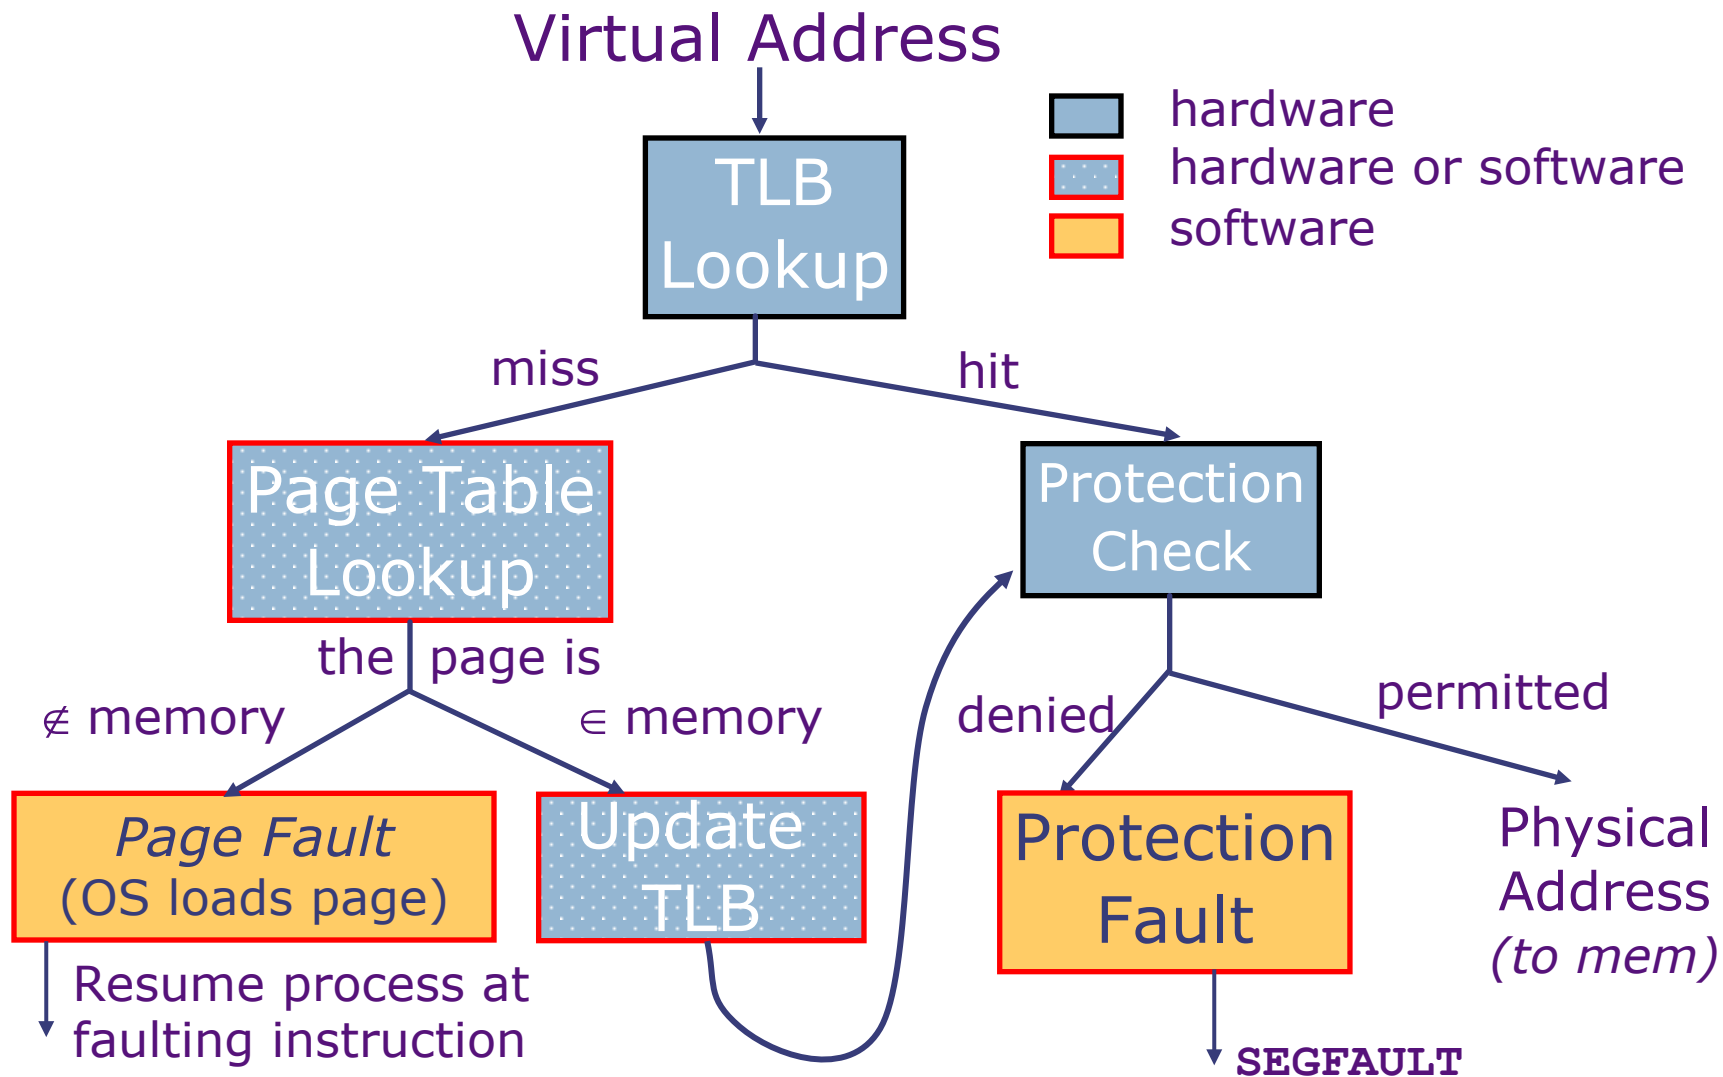 Virtual Address
hardware
hardware or software
software
TLB
Lookup
miss
hit
Page Table
Lookup
Protection
Check
the page is
∉ memory
∈ memory
denied
permitted
Page Fault
(OS loads page)
Update
TLB
Protection
Fault
Physical
Address
(to mem)
Resume process at
faulting instruction
SEGFAULT